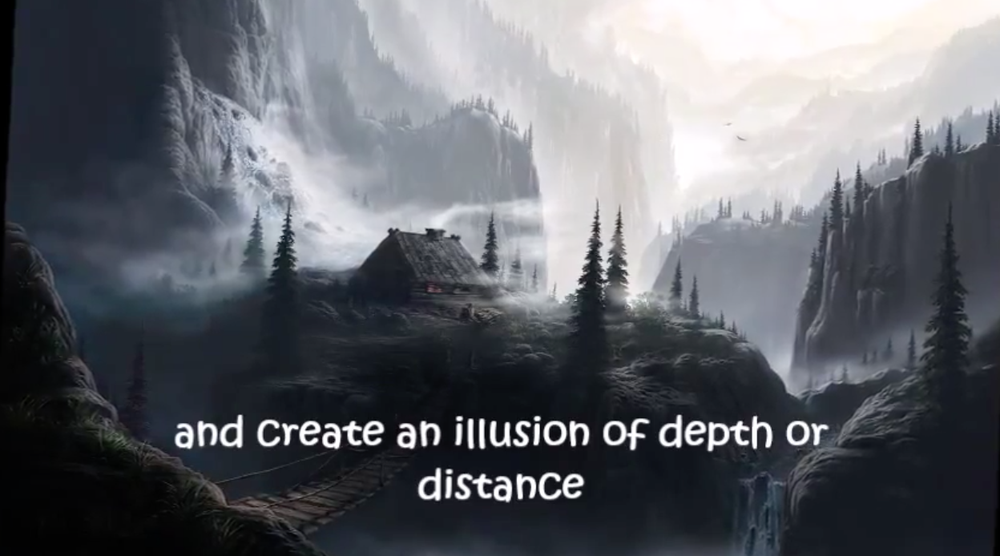 and create an illusion of depth or
distance